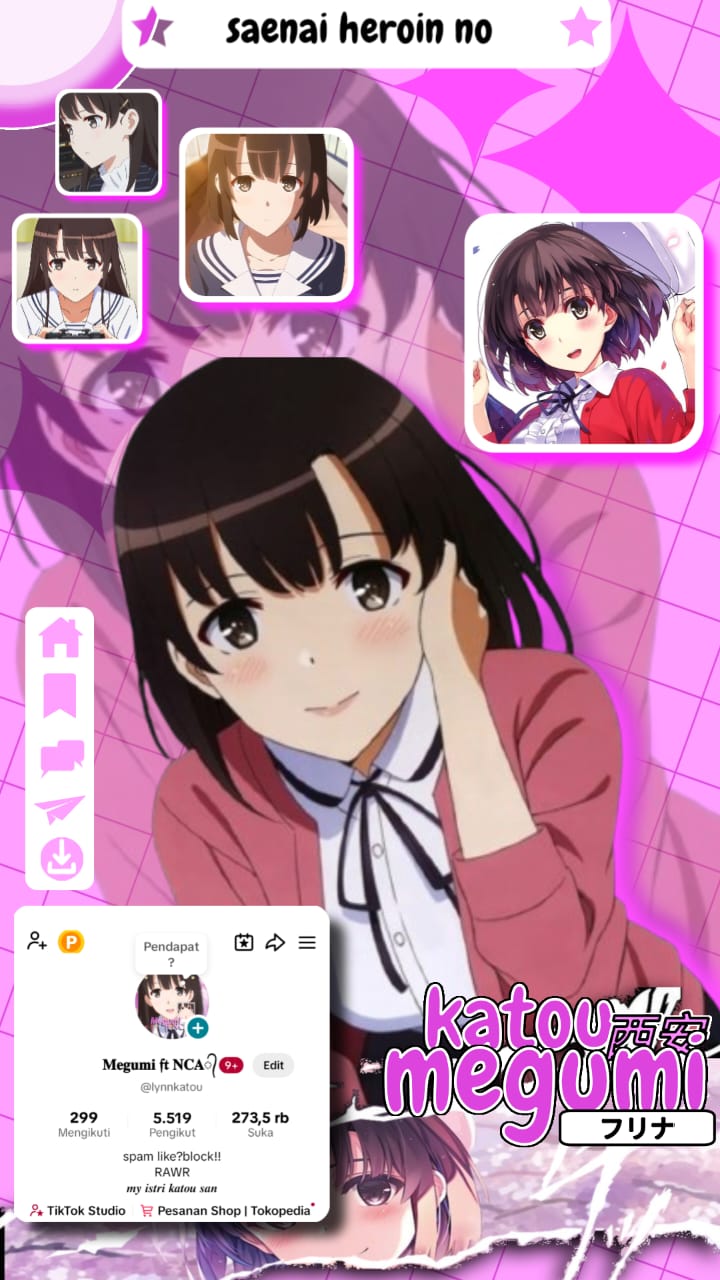 saenai heroin no
P
Pendapat
?
Megumi ft NCA
9+
Edit
@lynnkatou
299
5.519
273,5 rb
Mengikuti
Pengikut
Suka
spam like?block!!
RAWR
my istri katou san
TikTok Studio
Pesanan Shop | Tokopedia
katou
西安
megumi
フリナ